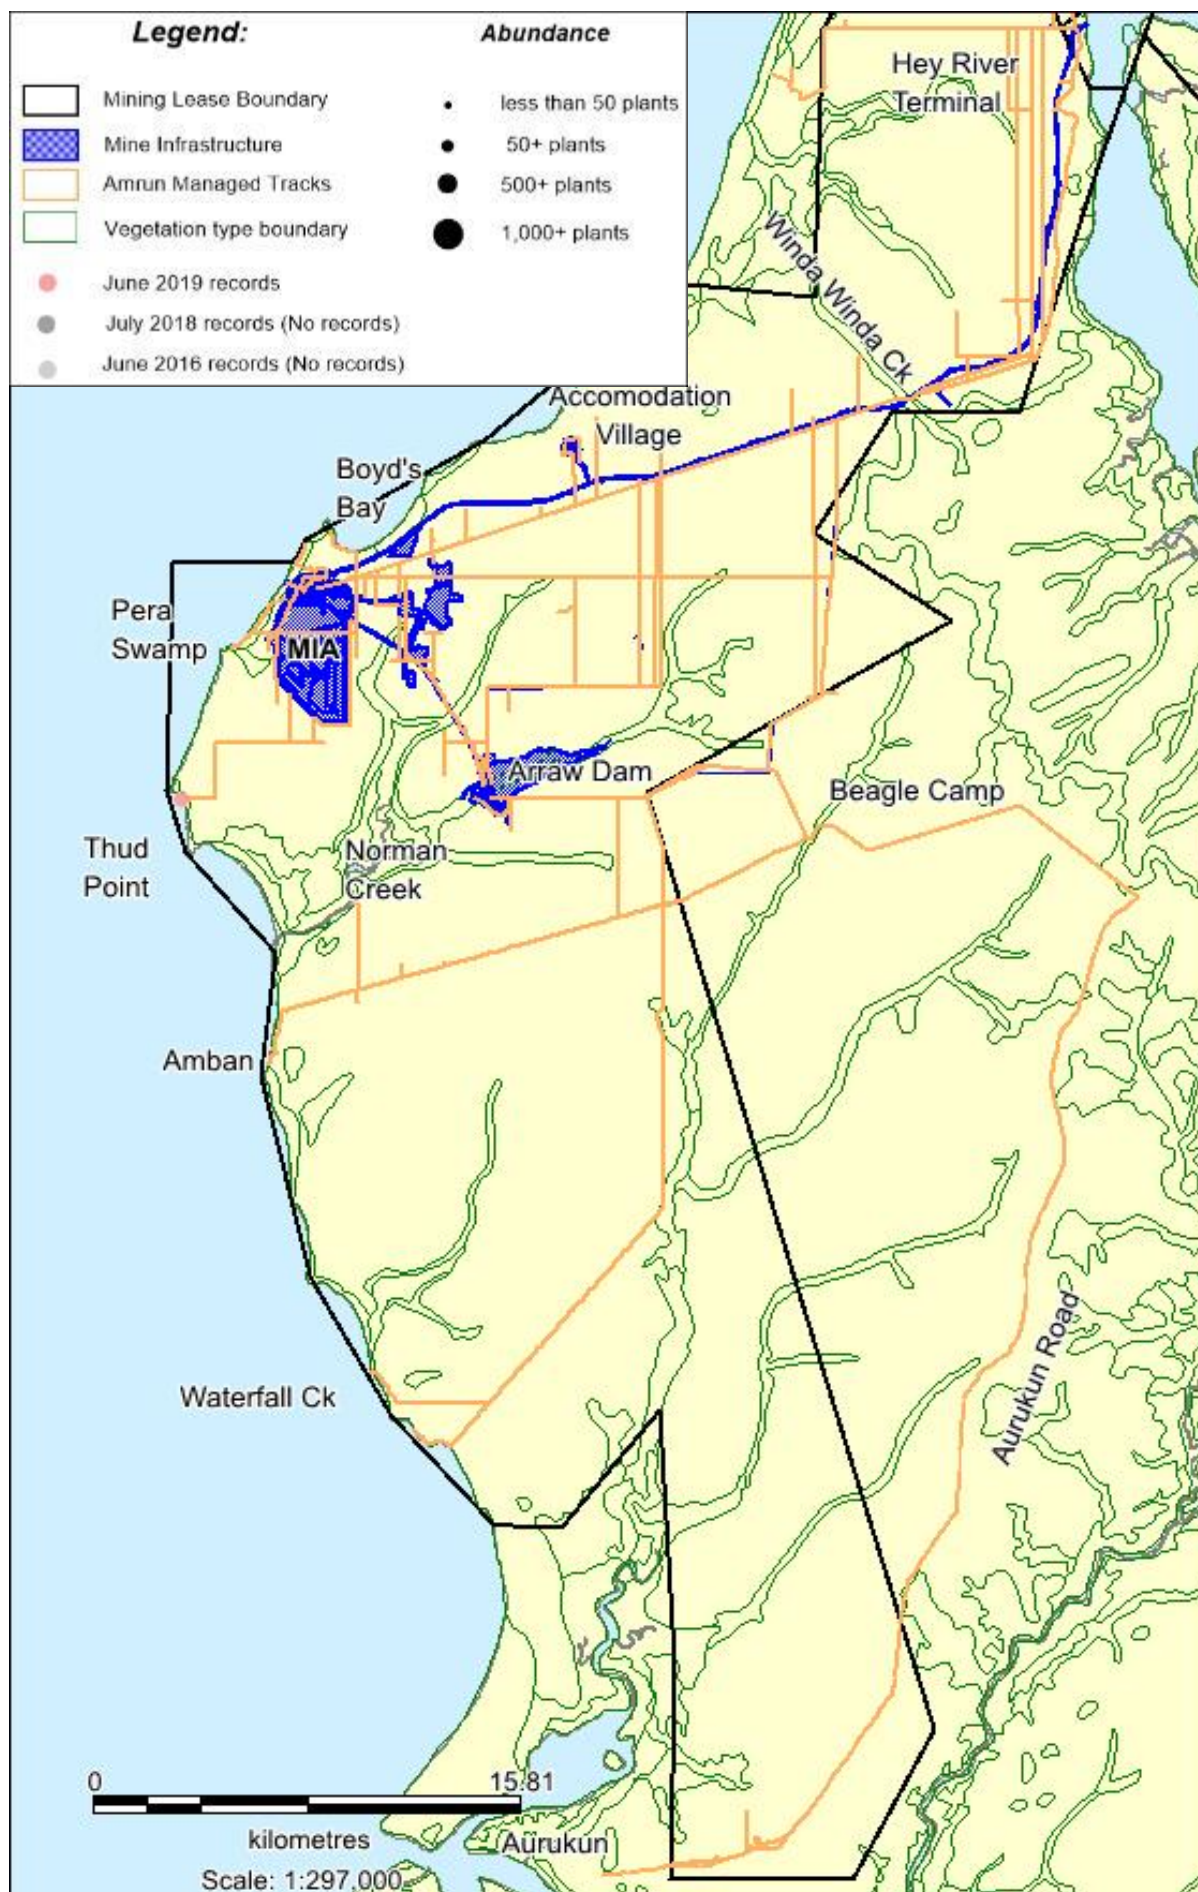 Legend:
Abundance
Mining Lease Boundary
less than 50 plants
Mine Infrastructure
50+ plants
Amrun Managed Tracks
500+ plants
Vegetation type boundary
1,000+ plants
June 2019 records
July 2018 records (No records)
June 2016 records (No records)
Hey River
Terminal
Winda Winda Ck
Accomodation
Village
Boyd's
Bay
Pera
Swamp
MIA
Arraw Dam
Beagle Camp
Thud
Point
Norman
Creek
Amban
Aurukun Road
Waterfall Ck
0
15.81
kilometres
Aurukun
Scale: 1:297,000